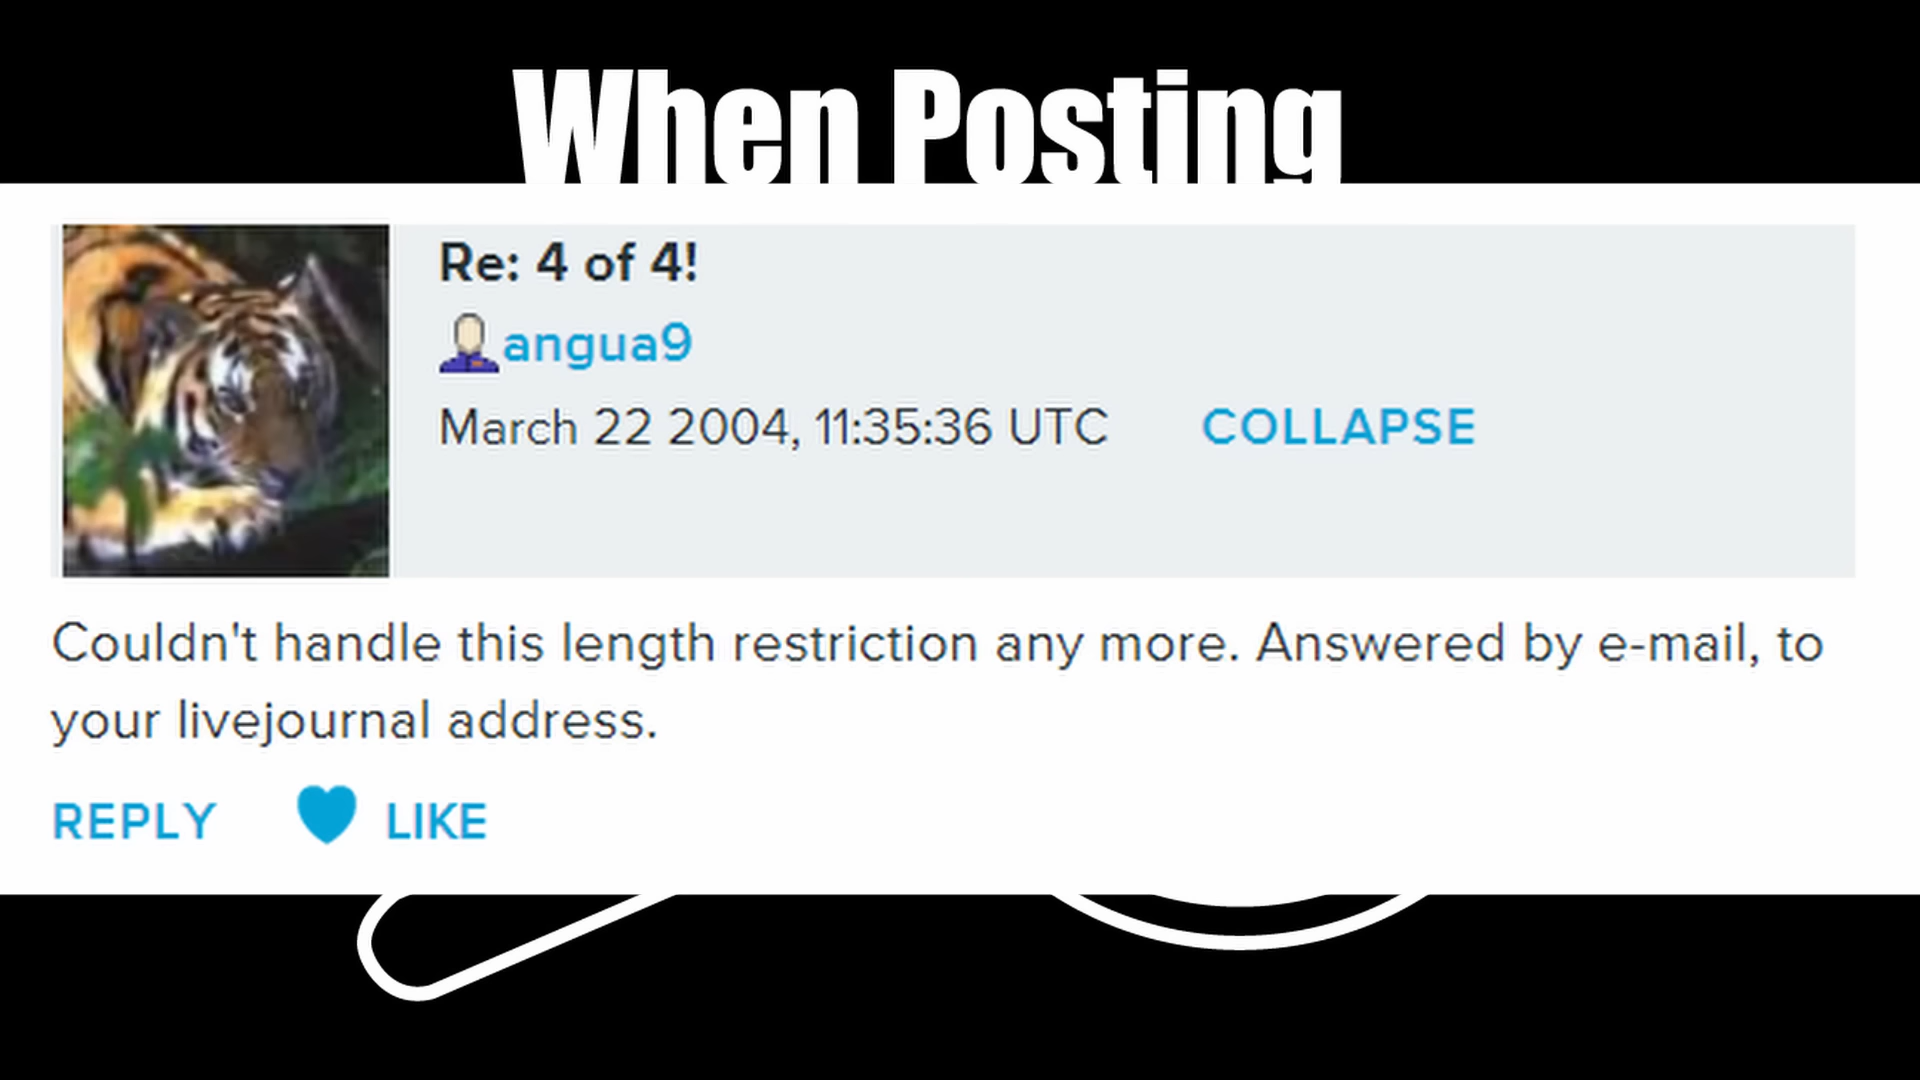 When Posting
Re: 4 of 4!
angua9
March 22 2004, 11:35:36 UTC COLLAPSE
Couldn't handle this length restriction any more. Answered by e-mail, to
your livejournal address.
REPLY LIKE